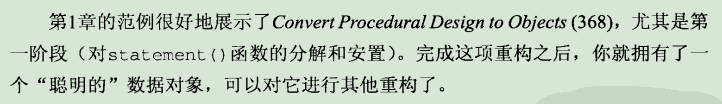 第1章的范例很好地展示了Convert Procedural Design to Objects (368)，尤其是第
一阶段（对statement()函数的分解和安置）。完成这项重构之后，你就拥有了一
个“聪明的”数据对象，可以对它进行其他重构了。